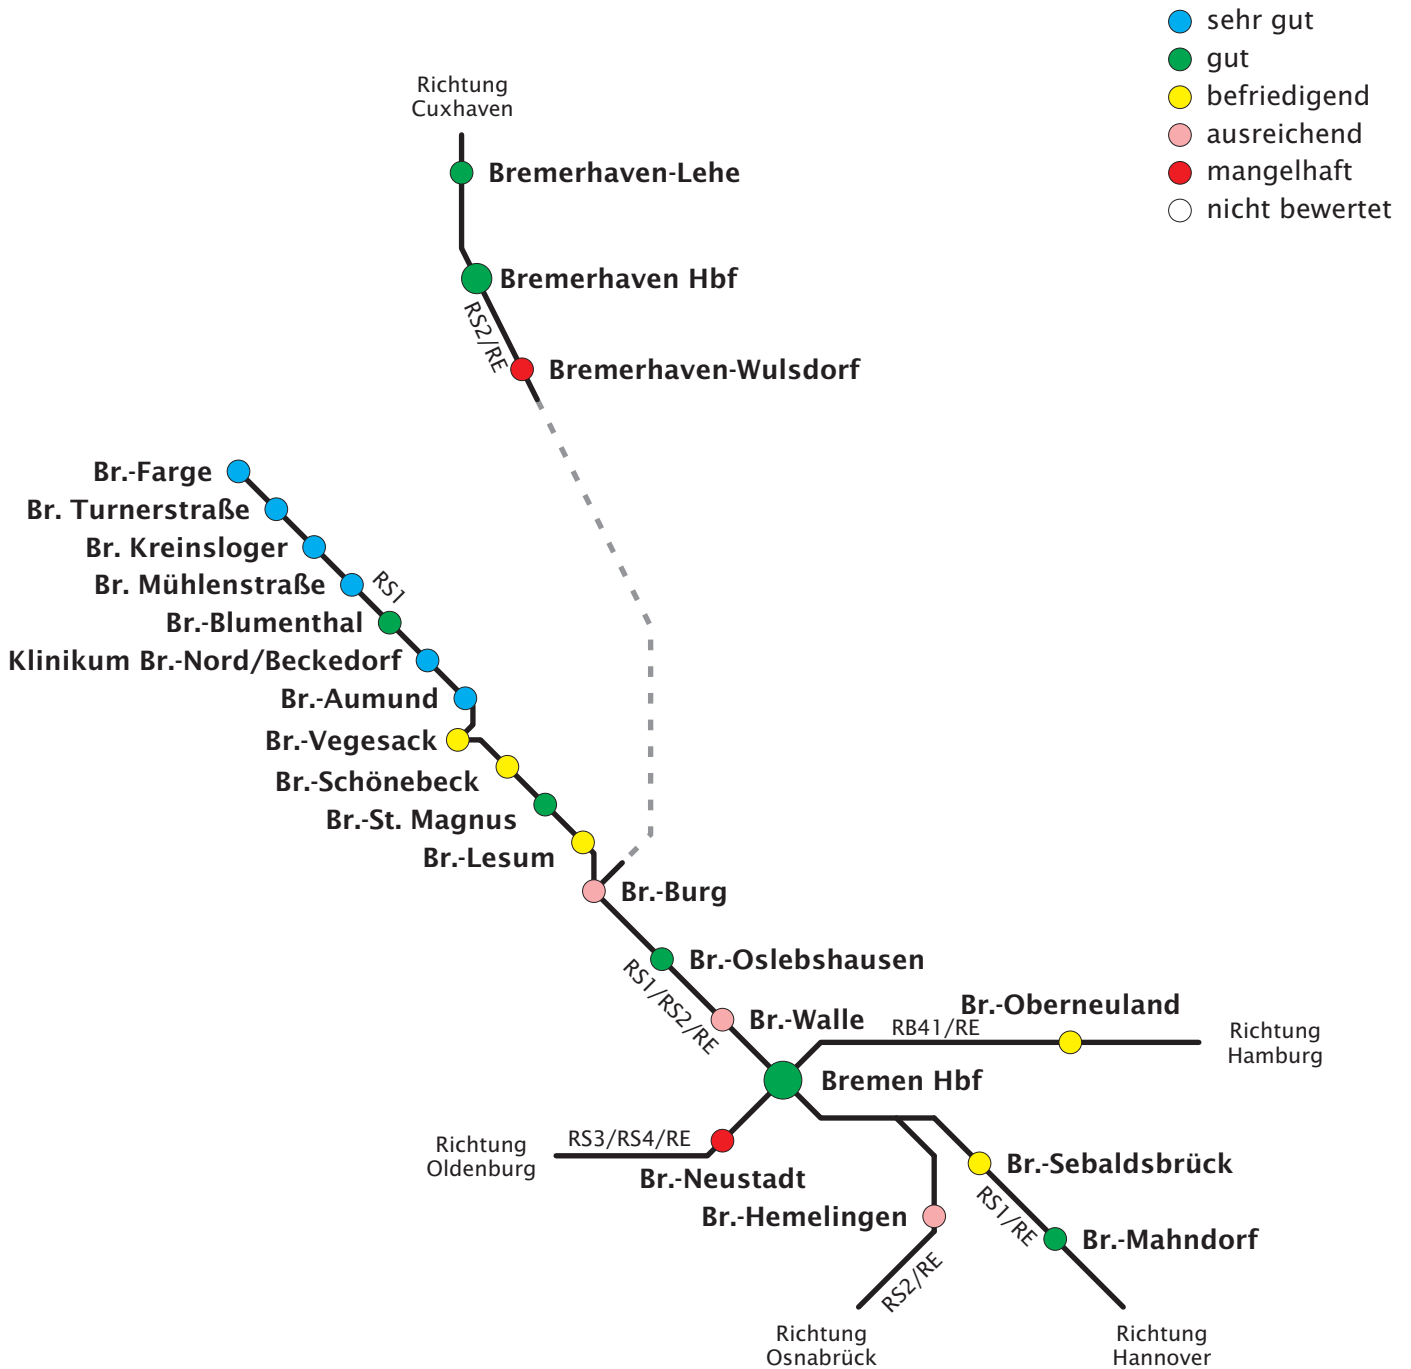 sehr gut
gut
befriedigend
ausreichend
mangelhaft
nicht bewertet
Richtung
Cuxhaven
Bremerhaven-Lehe
Bremerhaven Hbf
RS2/RE
Bremerhaven-Wulsdorf
Br.-Farge
Br. Turnerstraße
Br. Kreinsloger
Br. Mühlenstraße
RS1
Br.-Blumenthal
Klinikum Br.-Nord/Beckedorf
Br.-Aumund
Br.-Vegesack
Br.-Schönebeck
Br.-St. Magnus
Br.-Lesum
Br.-Burg
Br.-Oslebshausen
RS1/RS2/RE
Br.-Walle
Br.-Oberneuland
RB41/RE
Richtung
Hamburg
Bremen Hbf
RS3/RS4/RE
Richtung
Oldenburg
Br.-Neustadt
Br.-Sebaldsbrück
Br.-Hemelingen
RS1/RE
Br.-Mahndorf
RS2/RE
Richtung
Osnabrück
Richtung
Hannover